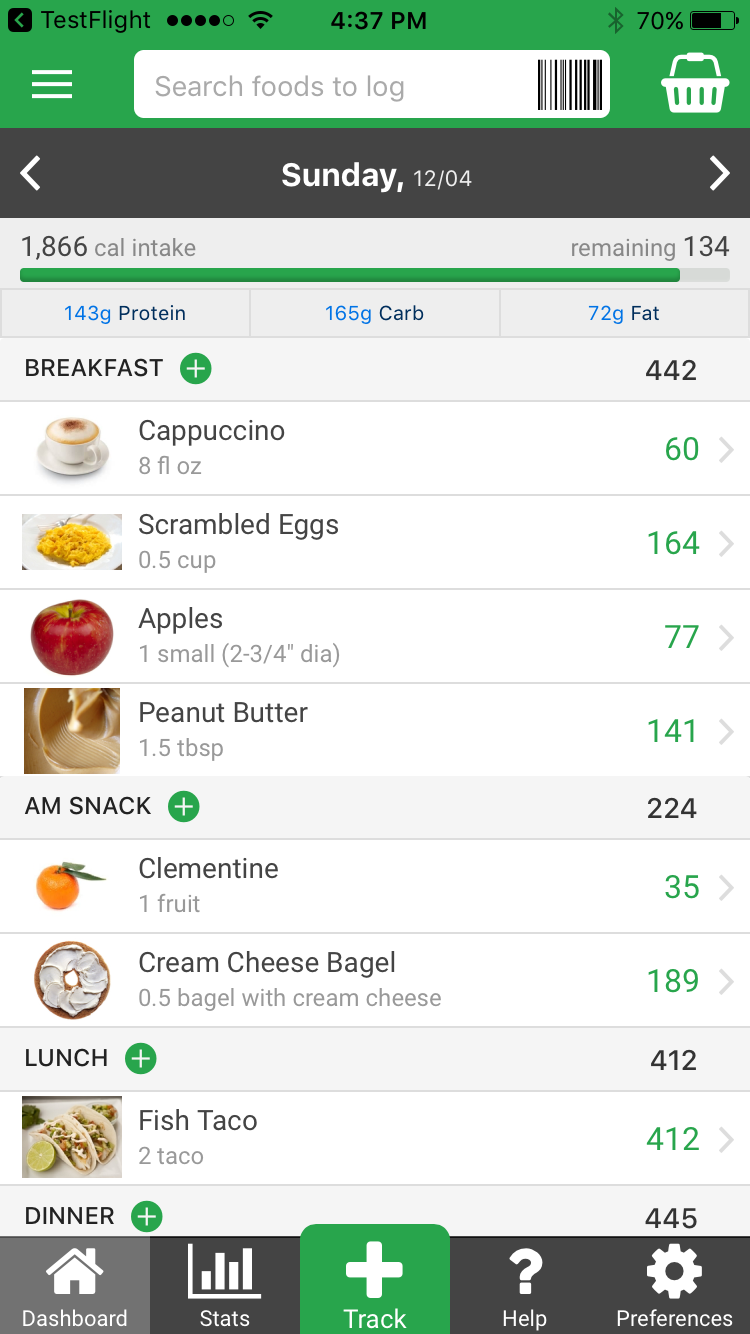 TestFlight 4:37 PM 70%
Search foods to log
Sunday, 12/04
1,866 cal intake remaining 134
143g Protein 165g Carb 72g Fat
BREAKFAST 442
Cappuccino
8 fl oz
60
Scrambled Eggs
0.5 cup
164
Apples
1 small (2-3/4" dia)
77
Peanut Butter
1.5 tbsp
141
AM SNACK 224
Clementine
1 fruit
35
Cream Cheese Bagel
0.5 bagel with cream cheese
189
LUNCH 412
Fish Taco
2 taco
412
DINNER 445
Dashboard Stats Track Help Preferences